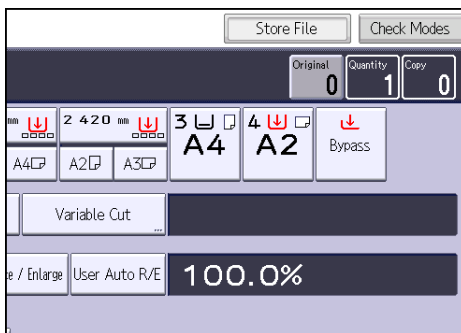 Store File
Check Modes
Original
0
Quantity
1
Copy
0
mm
2 420 mm
3
A4
4
A2
Bypass
A4
A2
A3
Variable Cut
...
/ Enlarge
User Auto R/E
100.0%